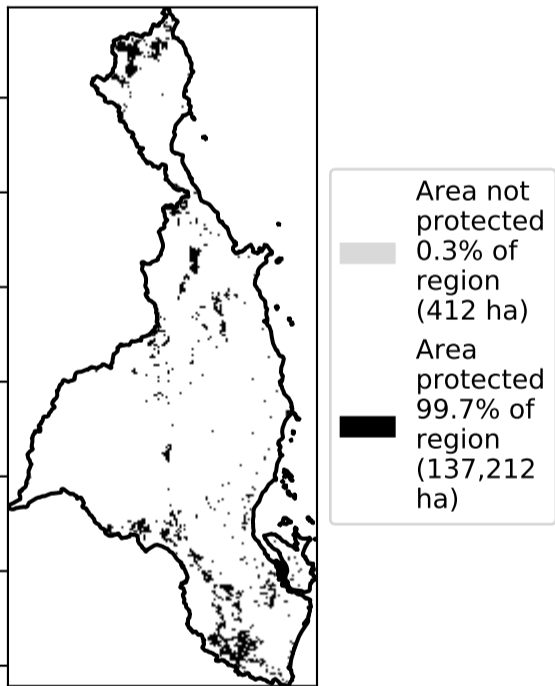 Area not
protected
0.3% of
region
(412 ha)
Area
protected
99.7% of
region
(137,212
ha)